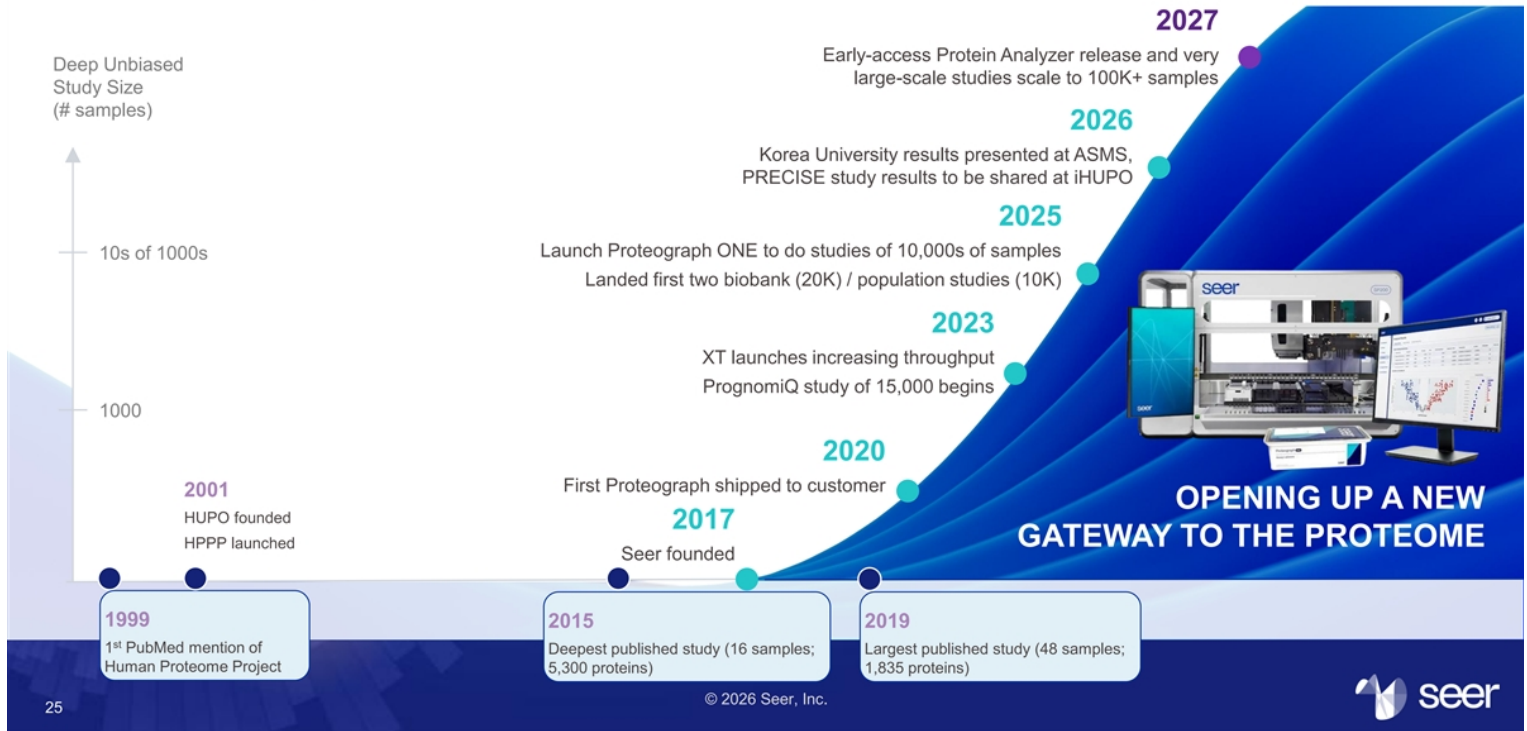 2027
Early-access Protein Analyzer release and very
large-scale studies scale to 100K+ samples
Deep Unbiased
Study Size
(# samples)
2026
Korea University results presented at ASMS,
PRECISE study results to be shared at iHUPO
2025
10s of 1000s
Launch Proteograph ONE to do studies of 10,000s of samples
Landed first two biobank (20K) / population studies (10K)
2023
XT launches increasing throughput
PrognomiQ study of 15,000 begins
1000
2020
First Proteograph shipped to customer
2001
HUPO founded
HPPP launched
2017
Seer founded
seer
seer
OPENING UP A NEW
GATEWAY TO THE PROTEOME
1999
1st PubMed mention of
Human Proteome Project
2015
Deepest published study (16 samples;
5,300 proteins)
2019
Largest published study (48 samples;
1,835 proteins)
25
© 2026 Seer, Inc.
seer